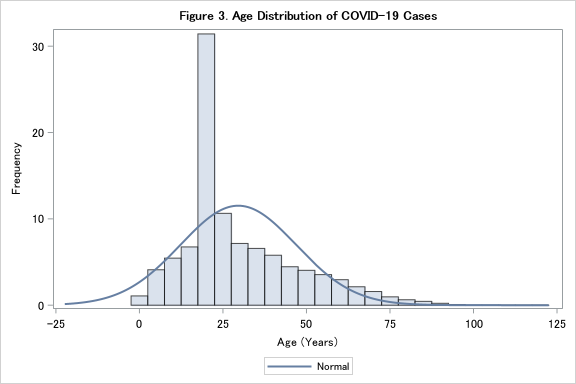 Figure 3. Age Distribution of COVID-19 Cases
30
20
10
0
Frequency
-25 0 25 50 75 100 125
Age (Years)
Normal